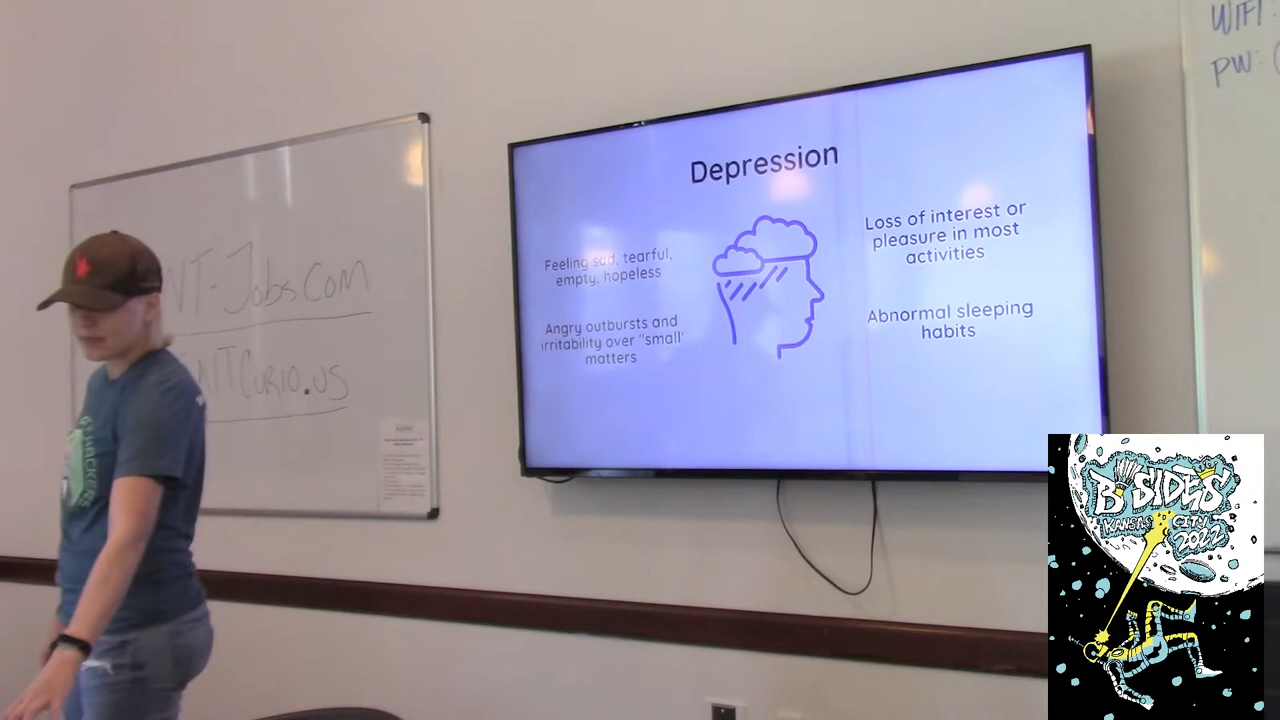 WIFI:
PW:
Depression
Feeling sad, tearful,
empty, hopeless
Angry outbursts and
irritability over "small"
matters
Loss of interest or
pleasure in most
activities
Abnormal sleeping
habits
NT-Jobs.Com
NTCurio.us
HACKER
B SIDES
KANSAS CITY
2022